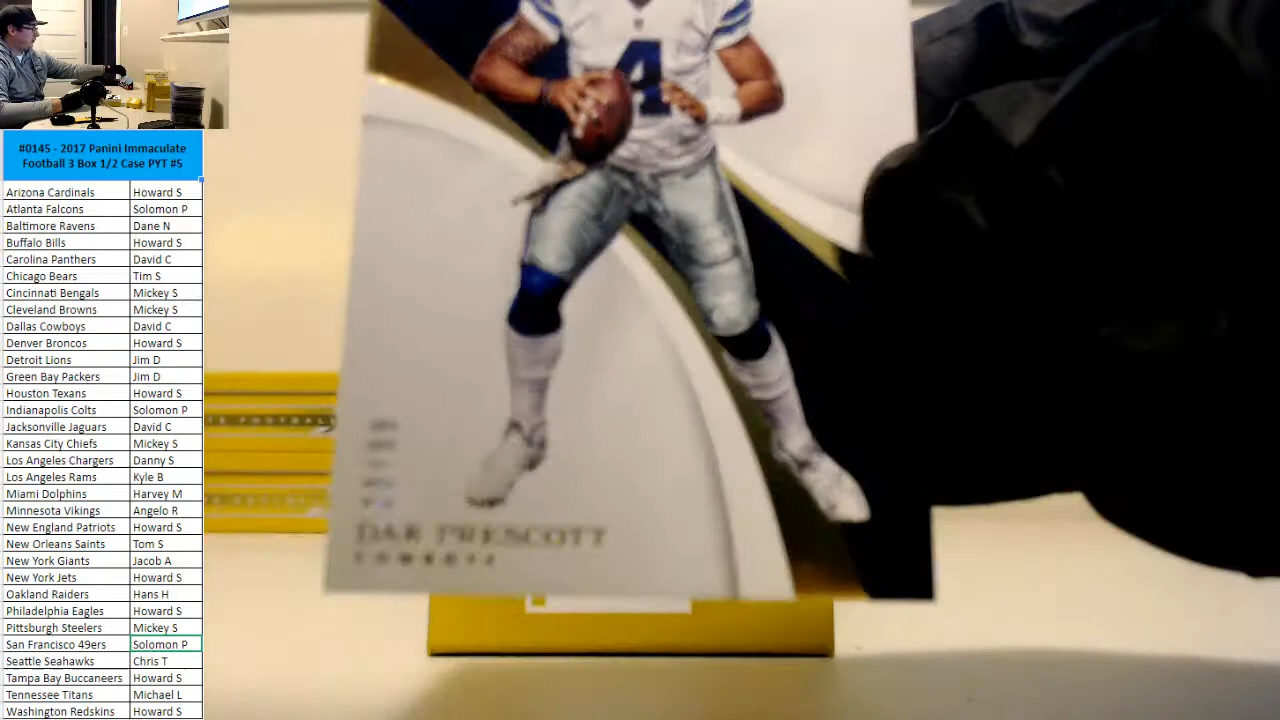 #0145 - 2017 Panini Immaculate
Football 3 Box 1/2 Case PYT #5
Arizona Cardinals Howard S
Atlanta Falcons Solomon P
Baltimore Ravens Dane N
Buffalo Bills Howard S
Carolina Panthers David C
Chicago Bears Tim S
Cincinnati Bengals Mickey S
Cleveland Browns Mickey S
Dallas Cowboys David C
Denver Broncos Howard S
Detroit Lions Jim D
Green Bay Packers Jim D
Houston Texans Howard S
Indianapolis Colts Solomon P
Jacksonville Jaguars David C
Kansas City Chiefs Mickey S
Los Angeles Chargers Danny S
Los Angeles Rams Kyle B
Miami Dolphins Harvey M
Minnesota Vikings Angelo R
New England Patriots Howard S
New Orleans Saints Tom S
New York Giants Jacob A
New York Jets Howard S
Oakland Raiders Hans H
Philadelphia Eagles Howard S
Pittsburgh Steelers Mickey S
San Francisco 49ers Solomon P
Seattle Seahawks Chris T
Tampa Bay Buccaneers Howard S
Tennessee Titans Michael L
Washington Redskins Howard S
4
DAK PRESCOTT
COWBOYS